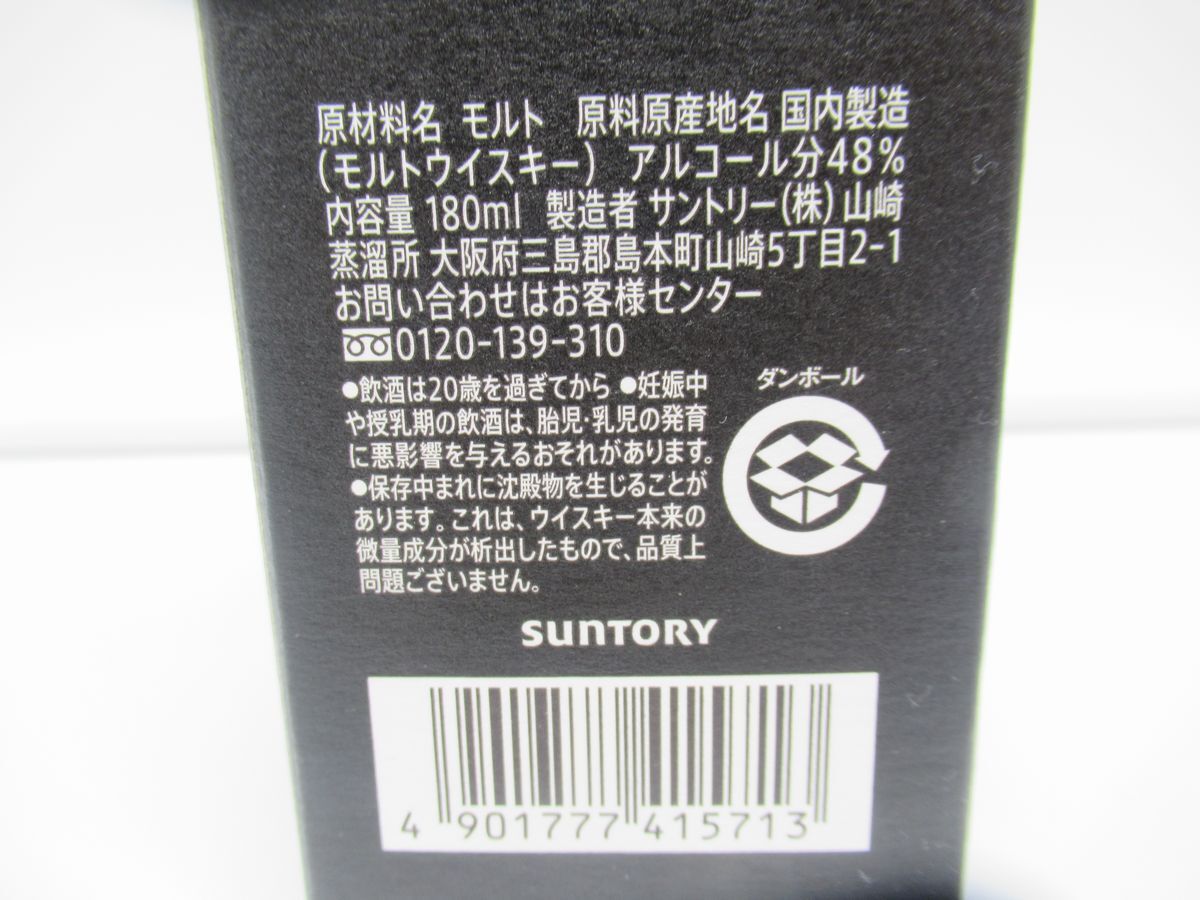 原材料名 モルト 原料原産地名 国内製造
(モルトウイスキー) アルコール分48%
内容量 180ml 製造者 サントリー(株)山崎
蒸溜所 大阪府三島郡島本町山崎5丁目2-1
お問い合わせはお客様センター
0120-139-310
●飲酒は20歳を過ぎてから ●妊娠中
や授乳期の飲酒は、胎児・乳児の発育
に悪影響を与えるおそれがあります。
●保存中まれに沈殿物を生じることが
あります。これは、ウイスキー本来の
微量成分が析出したもので、品質上
問題ございません。
ダンボール
SUNTORY
4 901777 415713